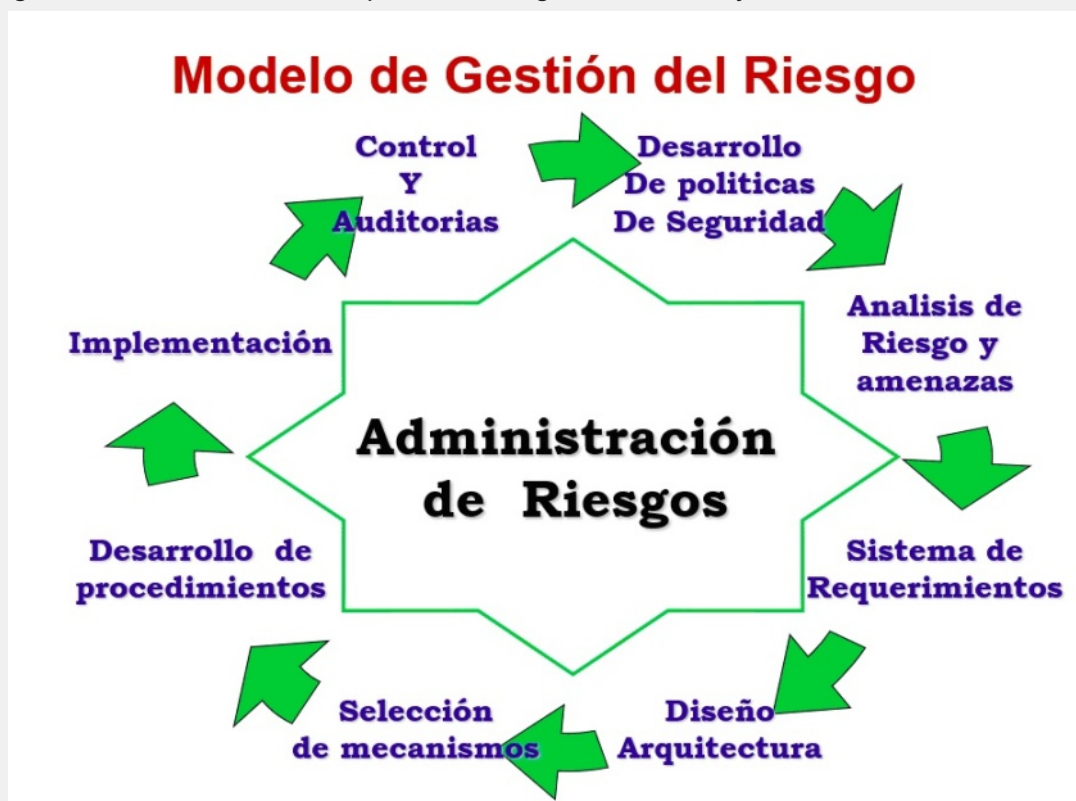 Modelo de Gestión del Riesgo
Control
Y
Auditorias
Desarrollo
De politicas
De Seguridad
Analisis de
Riesgo y
amenazas
Sistema de
Requerimientos
Diseño
Arquitectura
Selección
de mecanismos
Desarrollo de
procedimientos
Implementación
Administración
de Riesgos